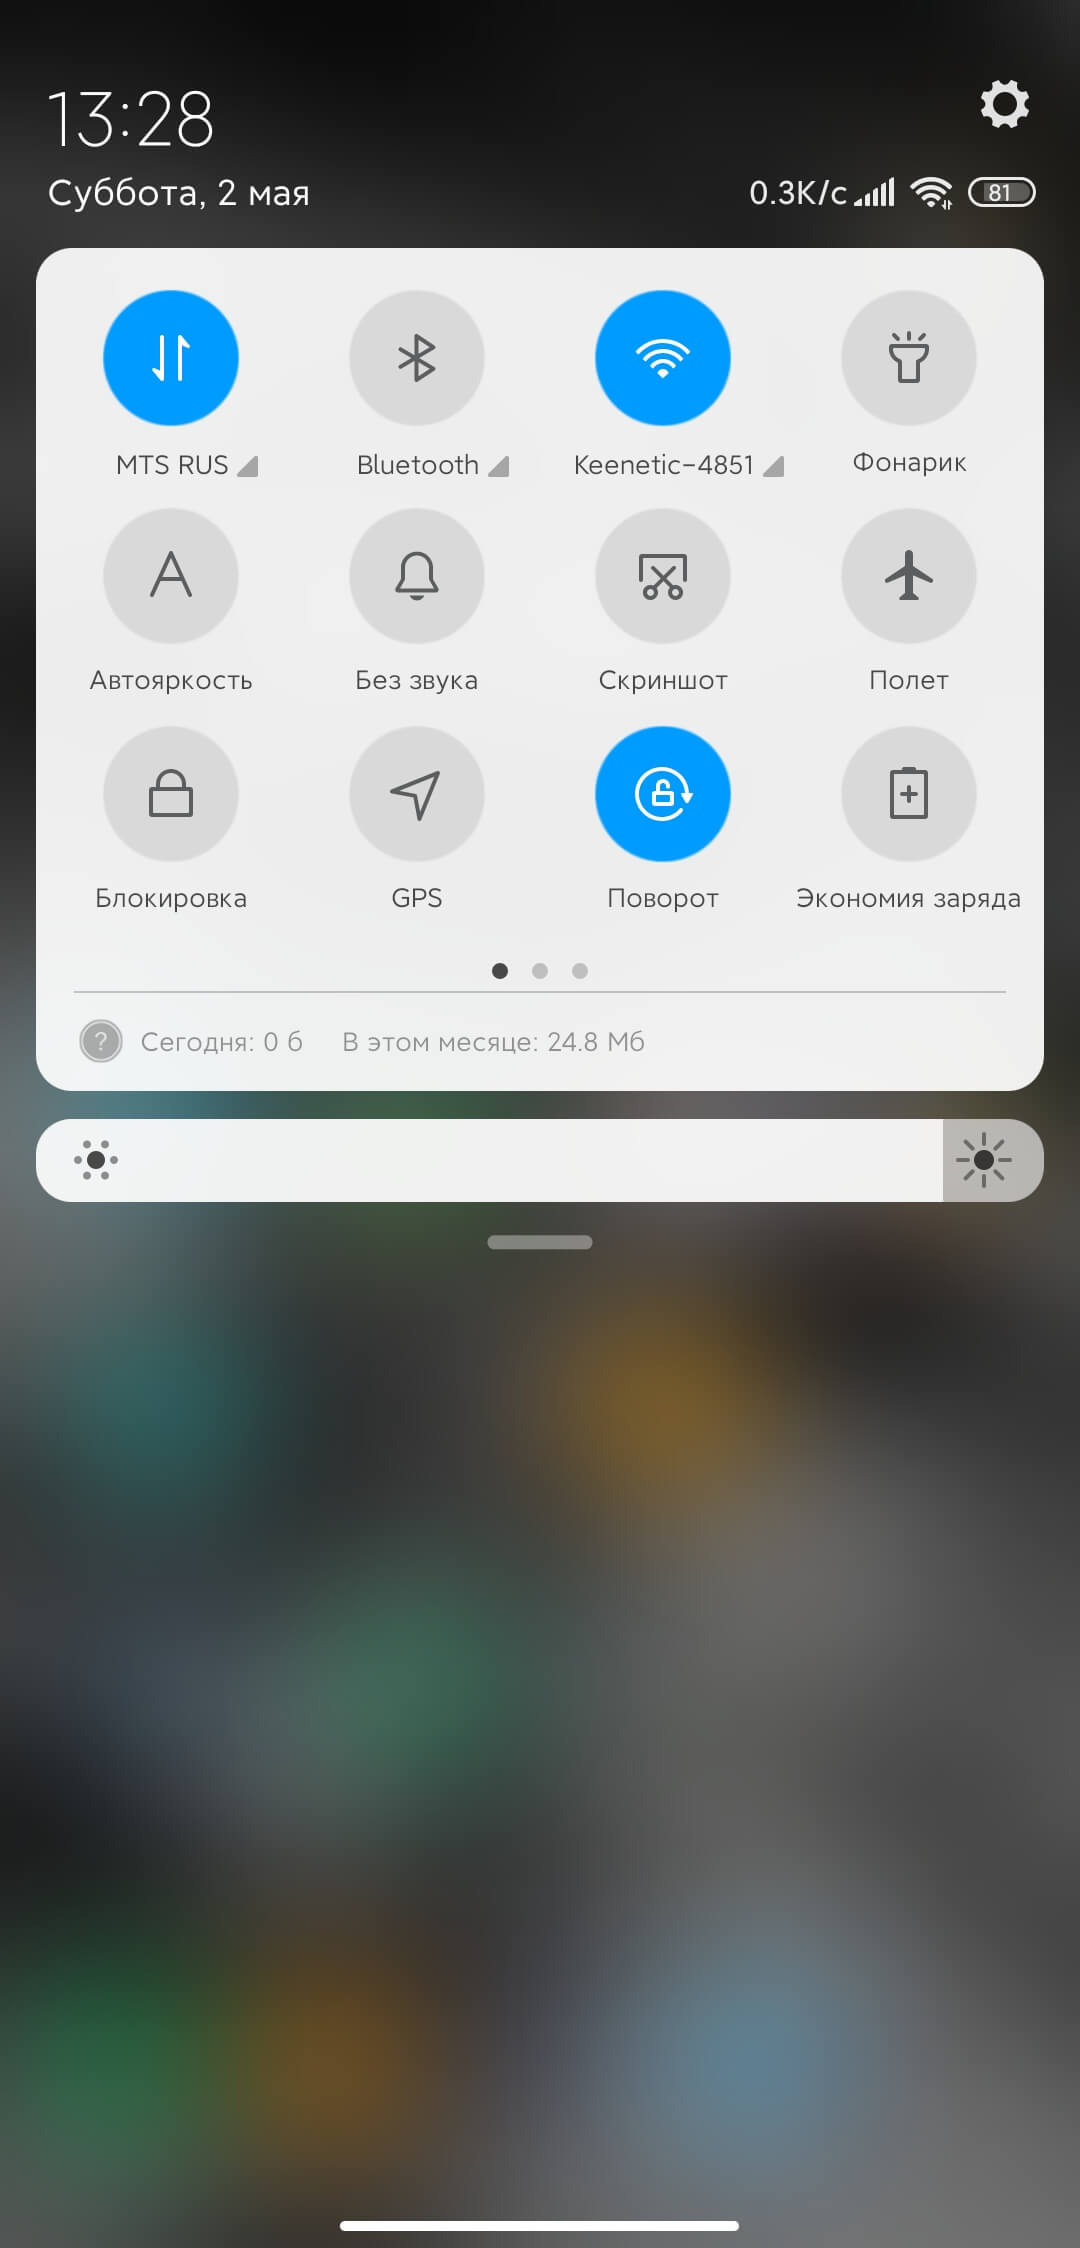 13:28
Суббота, 2 мая
0.3K/c 81
MTS RUS Bluetooth Keenetic-4851 Фонарик
Автояркость Без звука Скриншот Полет
Блокировка GPS Поворот Экономия заряда
? Сегодня: 0 б В этом месяце: 24.8 Мб